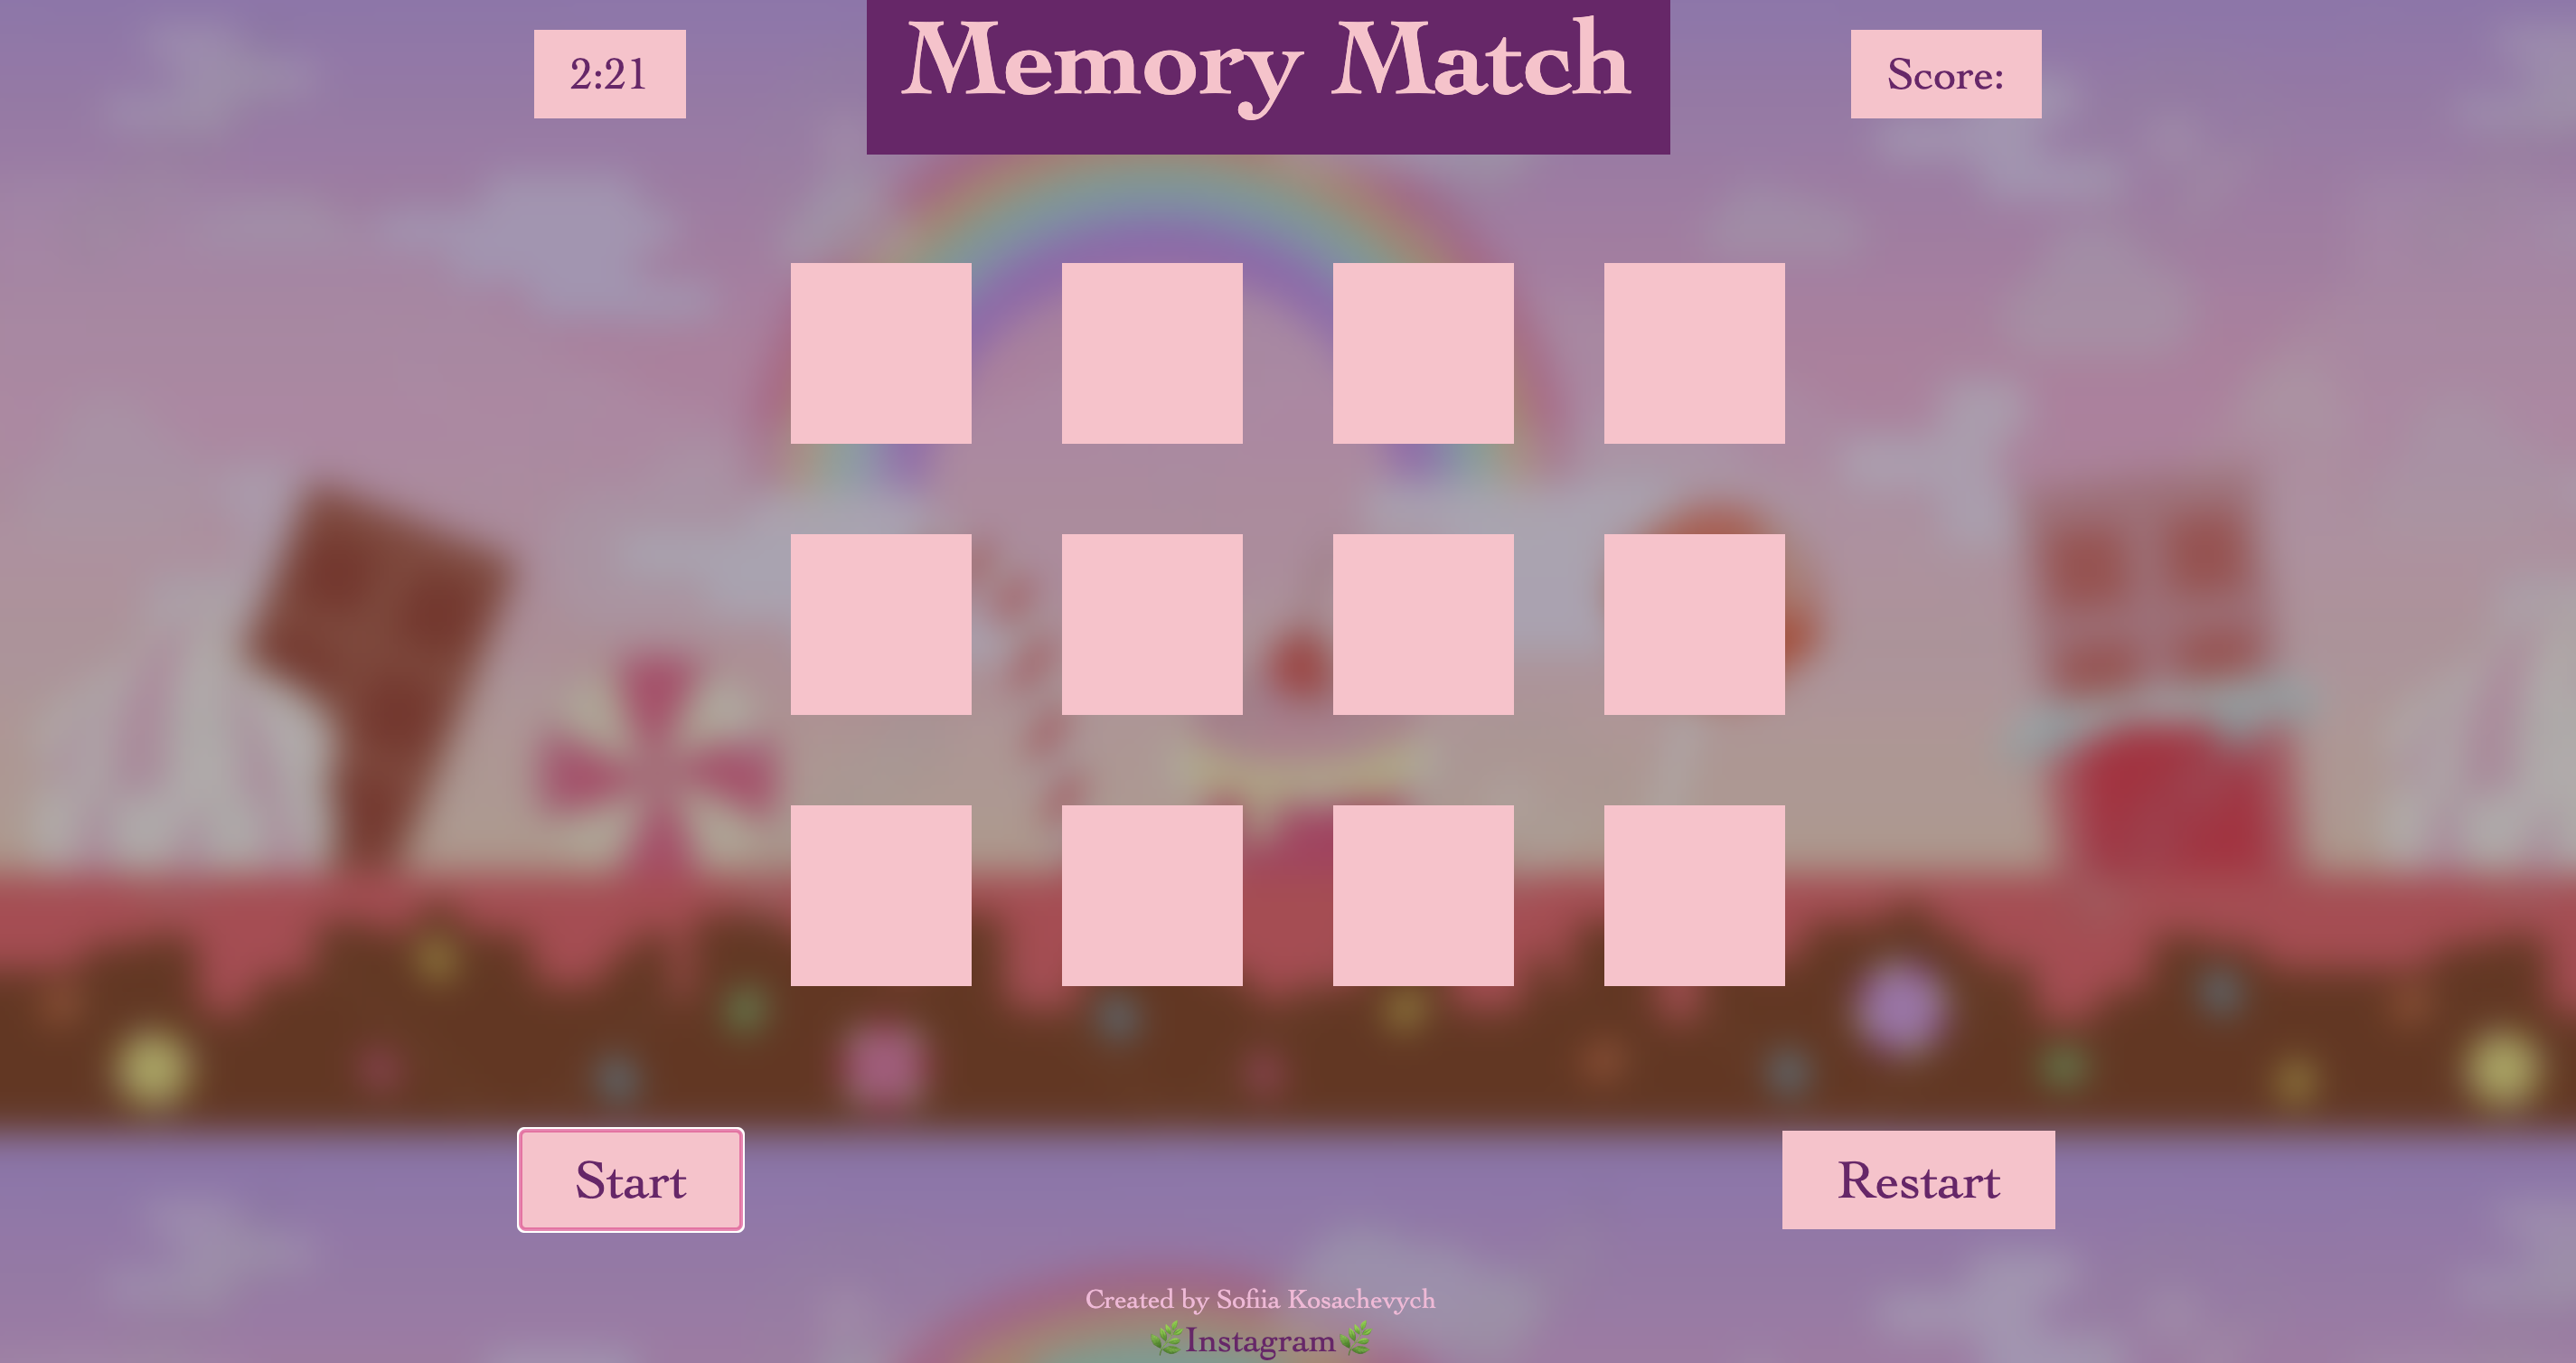 2:21
Memory Match
Score:
Start
Restart
Created by Sofiia Kosachevych
🌿Instagram🌿